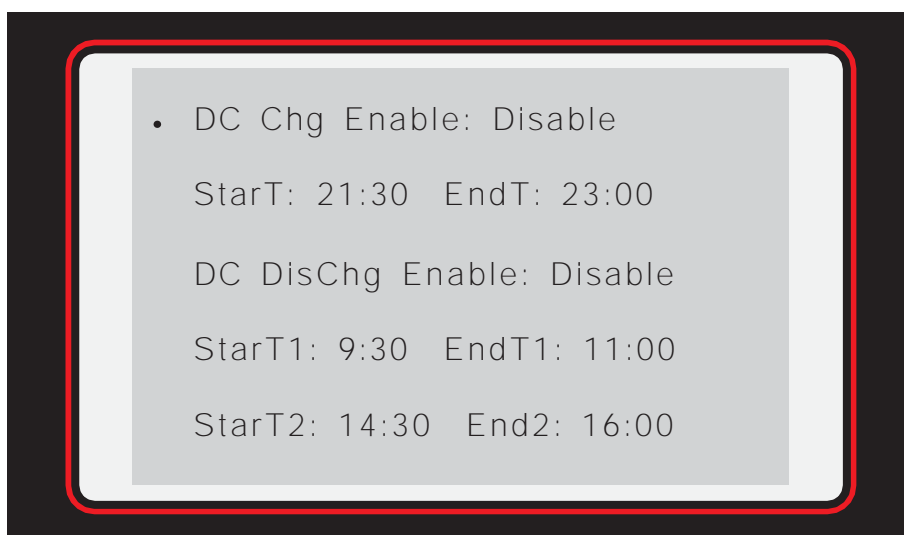 . DC Chg Enable: Disable
StarT: 21:30 EndT: 23:00
DC DisChg Enable: Disable
StarT1: 9:30 EndT1: 11:00
StarT2: 14:30 End2: 16:00